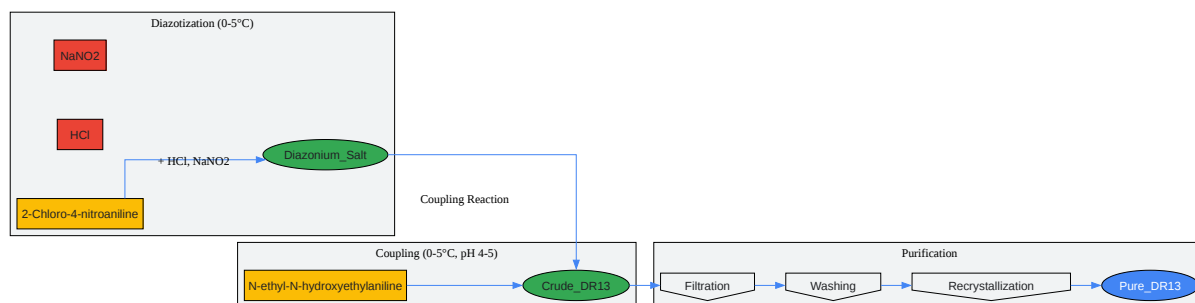 Diazotization (0-5°C)
NaNO2
HCl
+ HCl, NaNO2
Diazonium_Salt
2-Chloro-4-nitroaniline
Coupling Reaction
Coupling (0-5°C, pH 4-5)
N-ethyl-N-hydroxyethylaniline
Crude_DR13
Purification
Filtration
Washing
Recrystallization
Pure_DR13